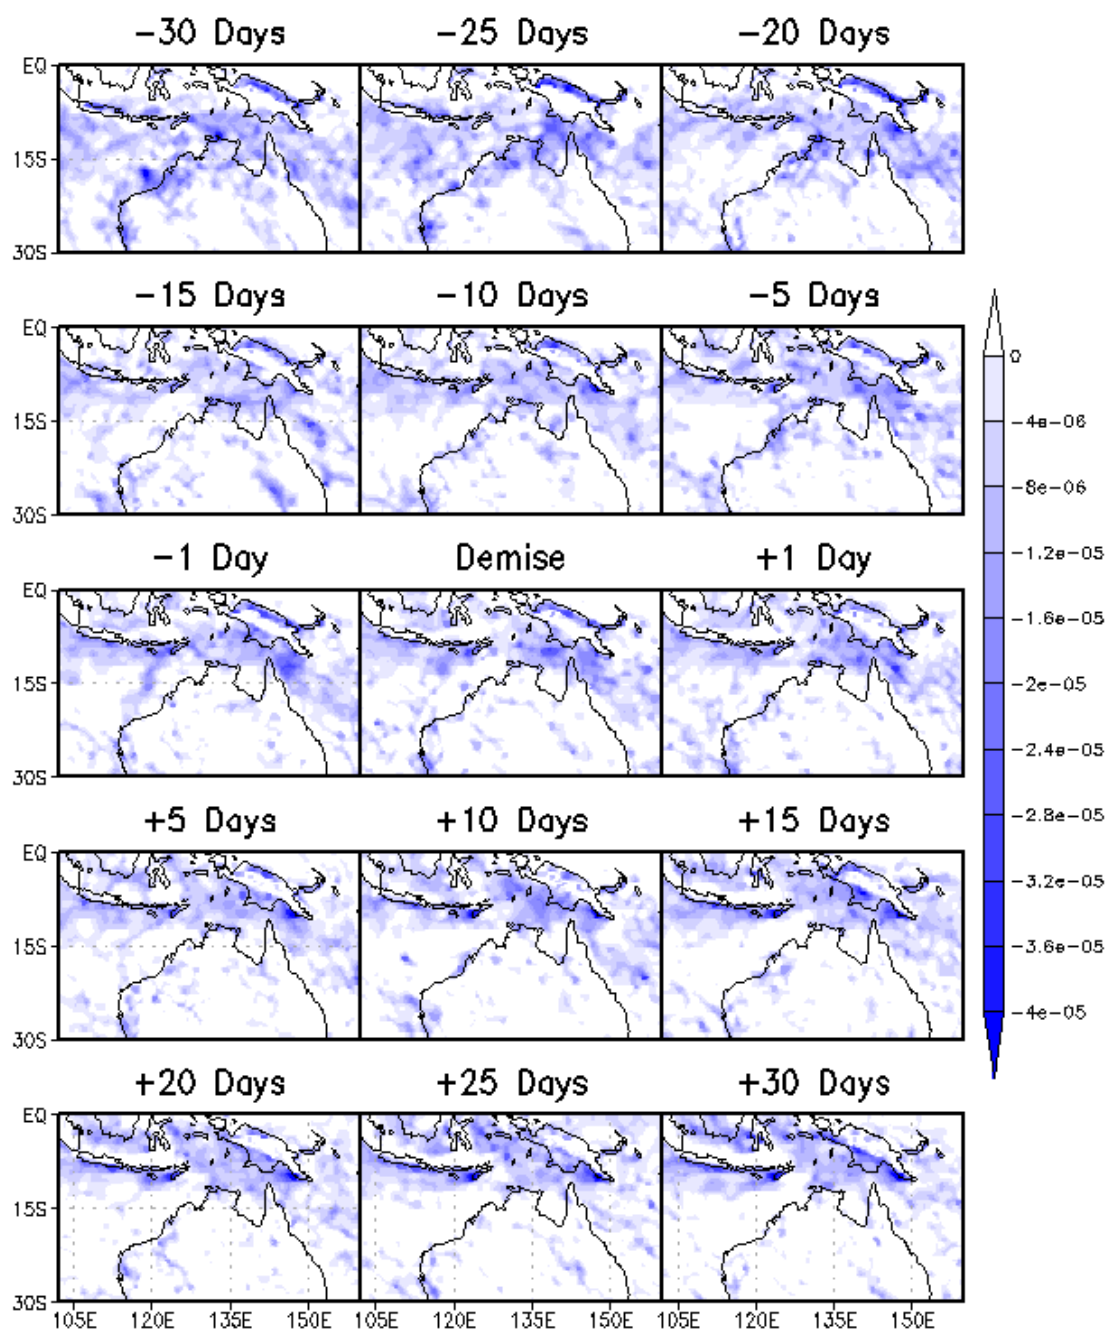 -30 Days -25 Days -20 Days
EQ
15S
30S
-15 Days -10 Days -5 Days
EQ
15S
30S
0
-4e-06
-8e-06
-1.2e-05
-1.6e-05
-2e-05
-2.4e-05
-2.8e-05
-3.2e-05
-3.6e-05
-4e-05
-1 Day Demise +1 Day
EQ
15S
30S
+5 Days +10 Days +15 Days
EQ
15S
30S
+20 Days +25 Days +30 Days
EQ
15S
30S
105E 120E 135E 150E 105E 120E 135E 150E 105E 120E 135E 150E